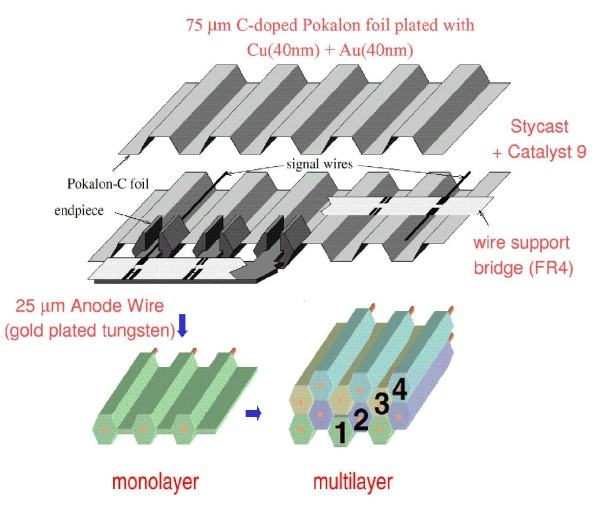 75 μm C-doped Pokalon foil plated with
Cu(40nm) + Au(40nm)
Stycast
+ Catalyst 9
signal wires
Pokalon-C foil
endpiece
wire support
bridge (FR4)
25 μm Anode Wire
(gold plated tungsten)
1 2 3 4
monolayer
multilayer